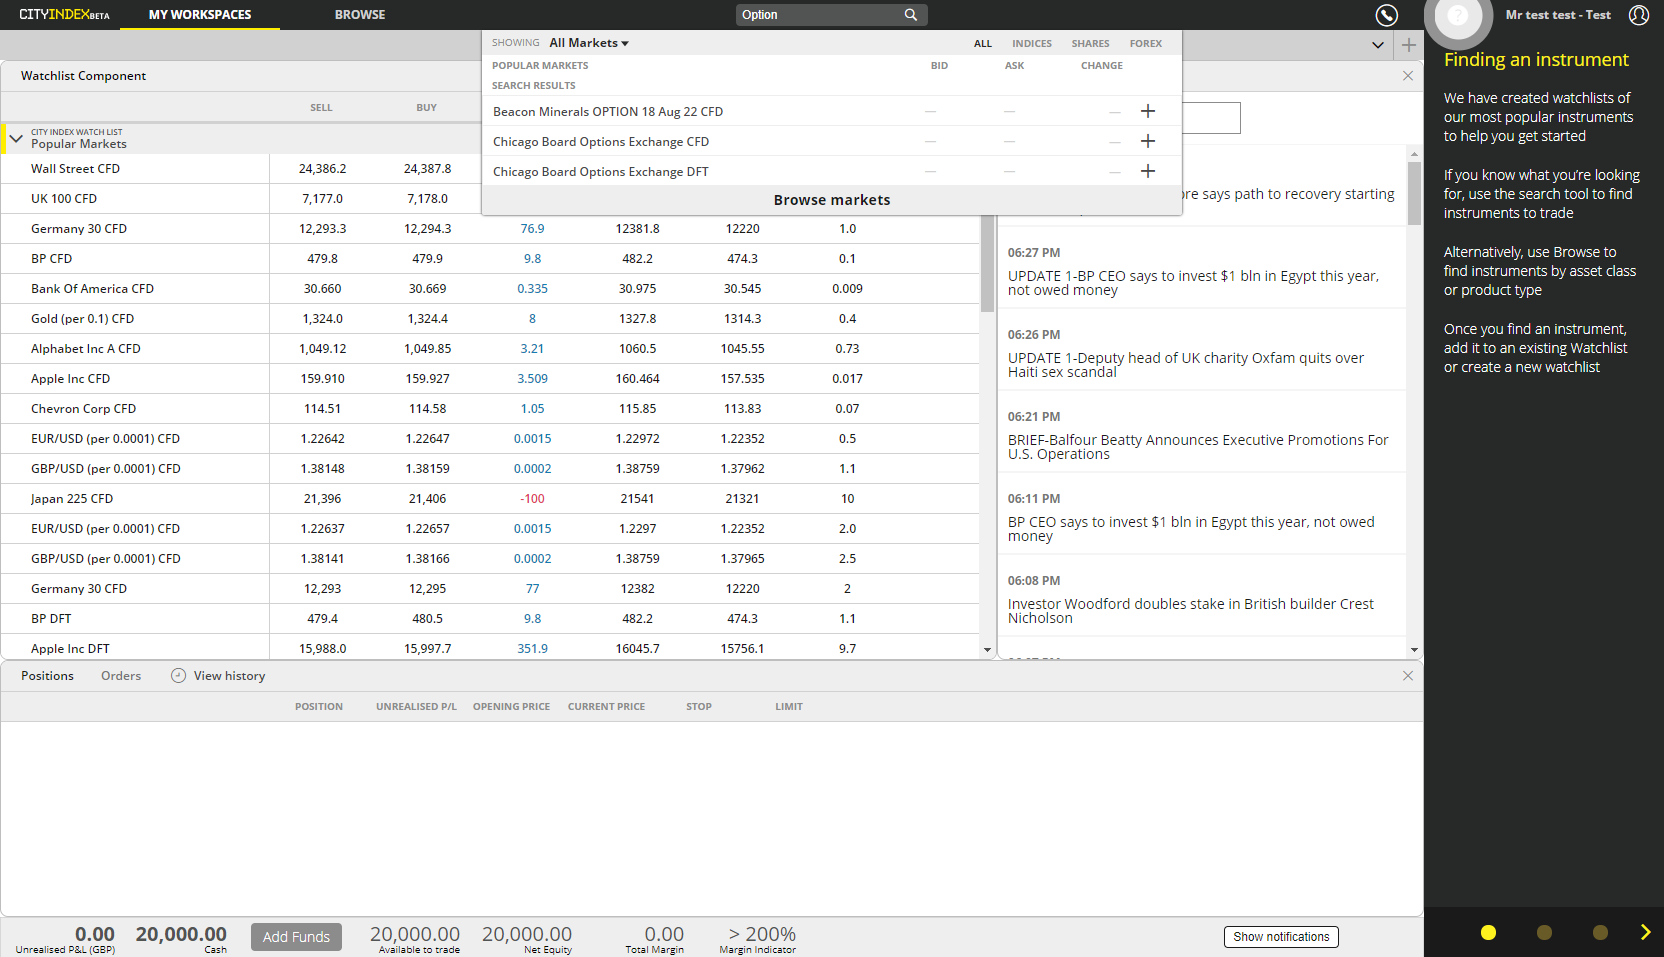 CITYINDEXBETA
MY WORKSPACES
BROWSE
Option
Mr test test - Test
SHOWING All Markets
ALL INDICES SHARES FOREX
POPULAR MARKETS BID ASK CHANGE
SEARCH RESULTS
Beacon Minerals OPTION 18 Aug 22 CFD — — —
Chicago Board Options Exchange CFD — — —
Chicago Board Options Exchange DFT — — —
Browse markets
Watchlist Component
SELL BUY
CITY INDEX WATCH LIST
Popular Markets
Wall Street CFD 24,386.2 24,387.8
UK 100 CFD 7,177.0 7,178.0
Germany 30 CFD 12,293.3 12,294.3 76.9 12381.8 12220 1.0
BP CFD 479.8 479.9 9.8 482.2 474.3 0.1
Bank Of America CFD 30.660 30.669 0.335 30.975 30.545 0.009
Gold (per 0.1) CFD 1,324.0 1,324.4 8 1327.8 1314.3 0.4
Alphabet Inc A CFD 1,049.12 1,049.85 3.21 1060.5 1045.55 0.73
Apple Inc CFD 159.910 159.927 3.509 160.464 157.535 0.017
Chevron Corp CFD 114.51 114.58 1.05 115.85 113.83 0.07
EUR/USD (per 0.0001) CFD 1.22642 1.22647 0.0015 1.22972 1.22352 0.5
GBP/USD (per 0.0001) CFD 1.38148 1.38159 0.0002 1.38759 1.37962 1.1
Japan 225 CFD 21,396 21,406 -100 21541 21321 10
EUR/USD (per 0.0001) CFD 1.22637 1.22657 0.0015 1.2297 1.22352 2.0
GBP/USD (per 0.0001) CFD 1.38141 1.38166 0.0002 1.38759 1.37965 2.5
Germany 30 CFD 12,293 12,295 77 12382 12220 2
BP DFT 479.4 480.5 9.8 482.2 474.3 1.1
Apple Inc DFT 15,988.0 15,997.7 351.9 16045.7 15756.1 9.7
ore says path to recovery starting
06:27 PM
UPDATE 1-BP CEO says to invest $1 bln in Egypt this year,
not owed money
06:26 PM
UPDATE 1-Deputy head of UK charity Oxfam quits over
Haiti sex scandal
06:21 PM
BRIEF-Balfour Beatty Announces Executive Promotions For
U.S. Operations
06:11 PM
BP CEO says to invest $1 bln in Egypt this year, not owed
money
06:08 PM
Investor Woodford doubles stake in British builder Crest
Nicholson
Finding an instrument
We have created watchlists of
our most popular instruments
to help you get started
If you know what you're looking
for, use the search tool to find
instruments to trade
Alternatively, use Browse to
find instruments by asset class
or product type
Once you find an instrument,
add it to an existing Watchlist
or create a new watchlist
Positions Orders View history
POSITION UNREALISED P/L OPENING PRICE CURRENT PRICE STOP LIMIT
0.00 20,000.00 Add Funds 20,000.00 20,000.00 0.00 > 200%
Unrealised P&L (GBP) Cash Available to trade Net Equity Total Margin Margin Indicator
Show notifications